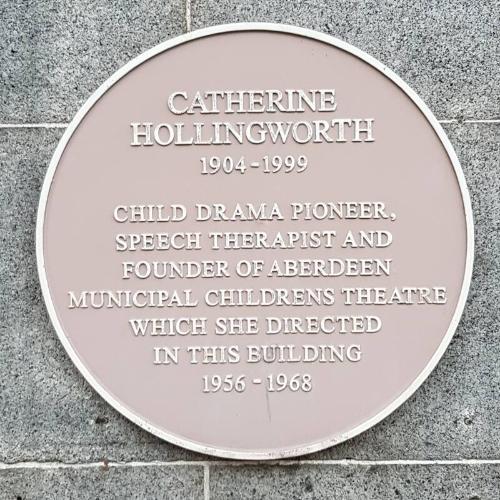 CATHERINE
HOLLINGWORTH
1904-1999
CHILD DRAMA PIONEER,
SPEECH THERAPIST AND
FOUNDER OF ABERDEEN
MUNICIPAL CHILDRENS THEATRE
WHICH SHE DIRECTED
IN THIS BUILDING
1956 - 1968